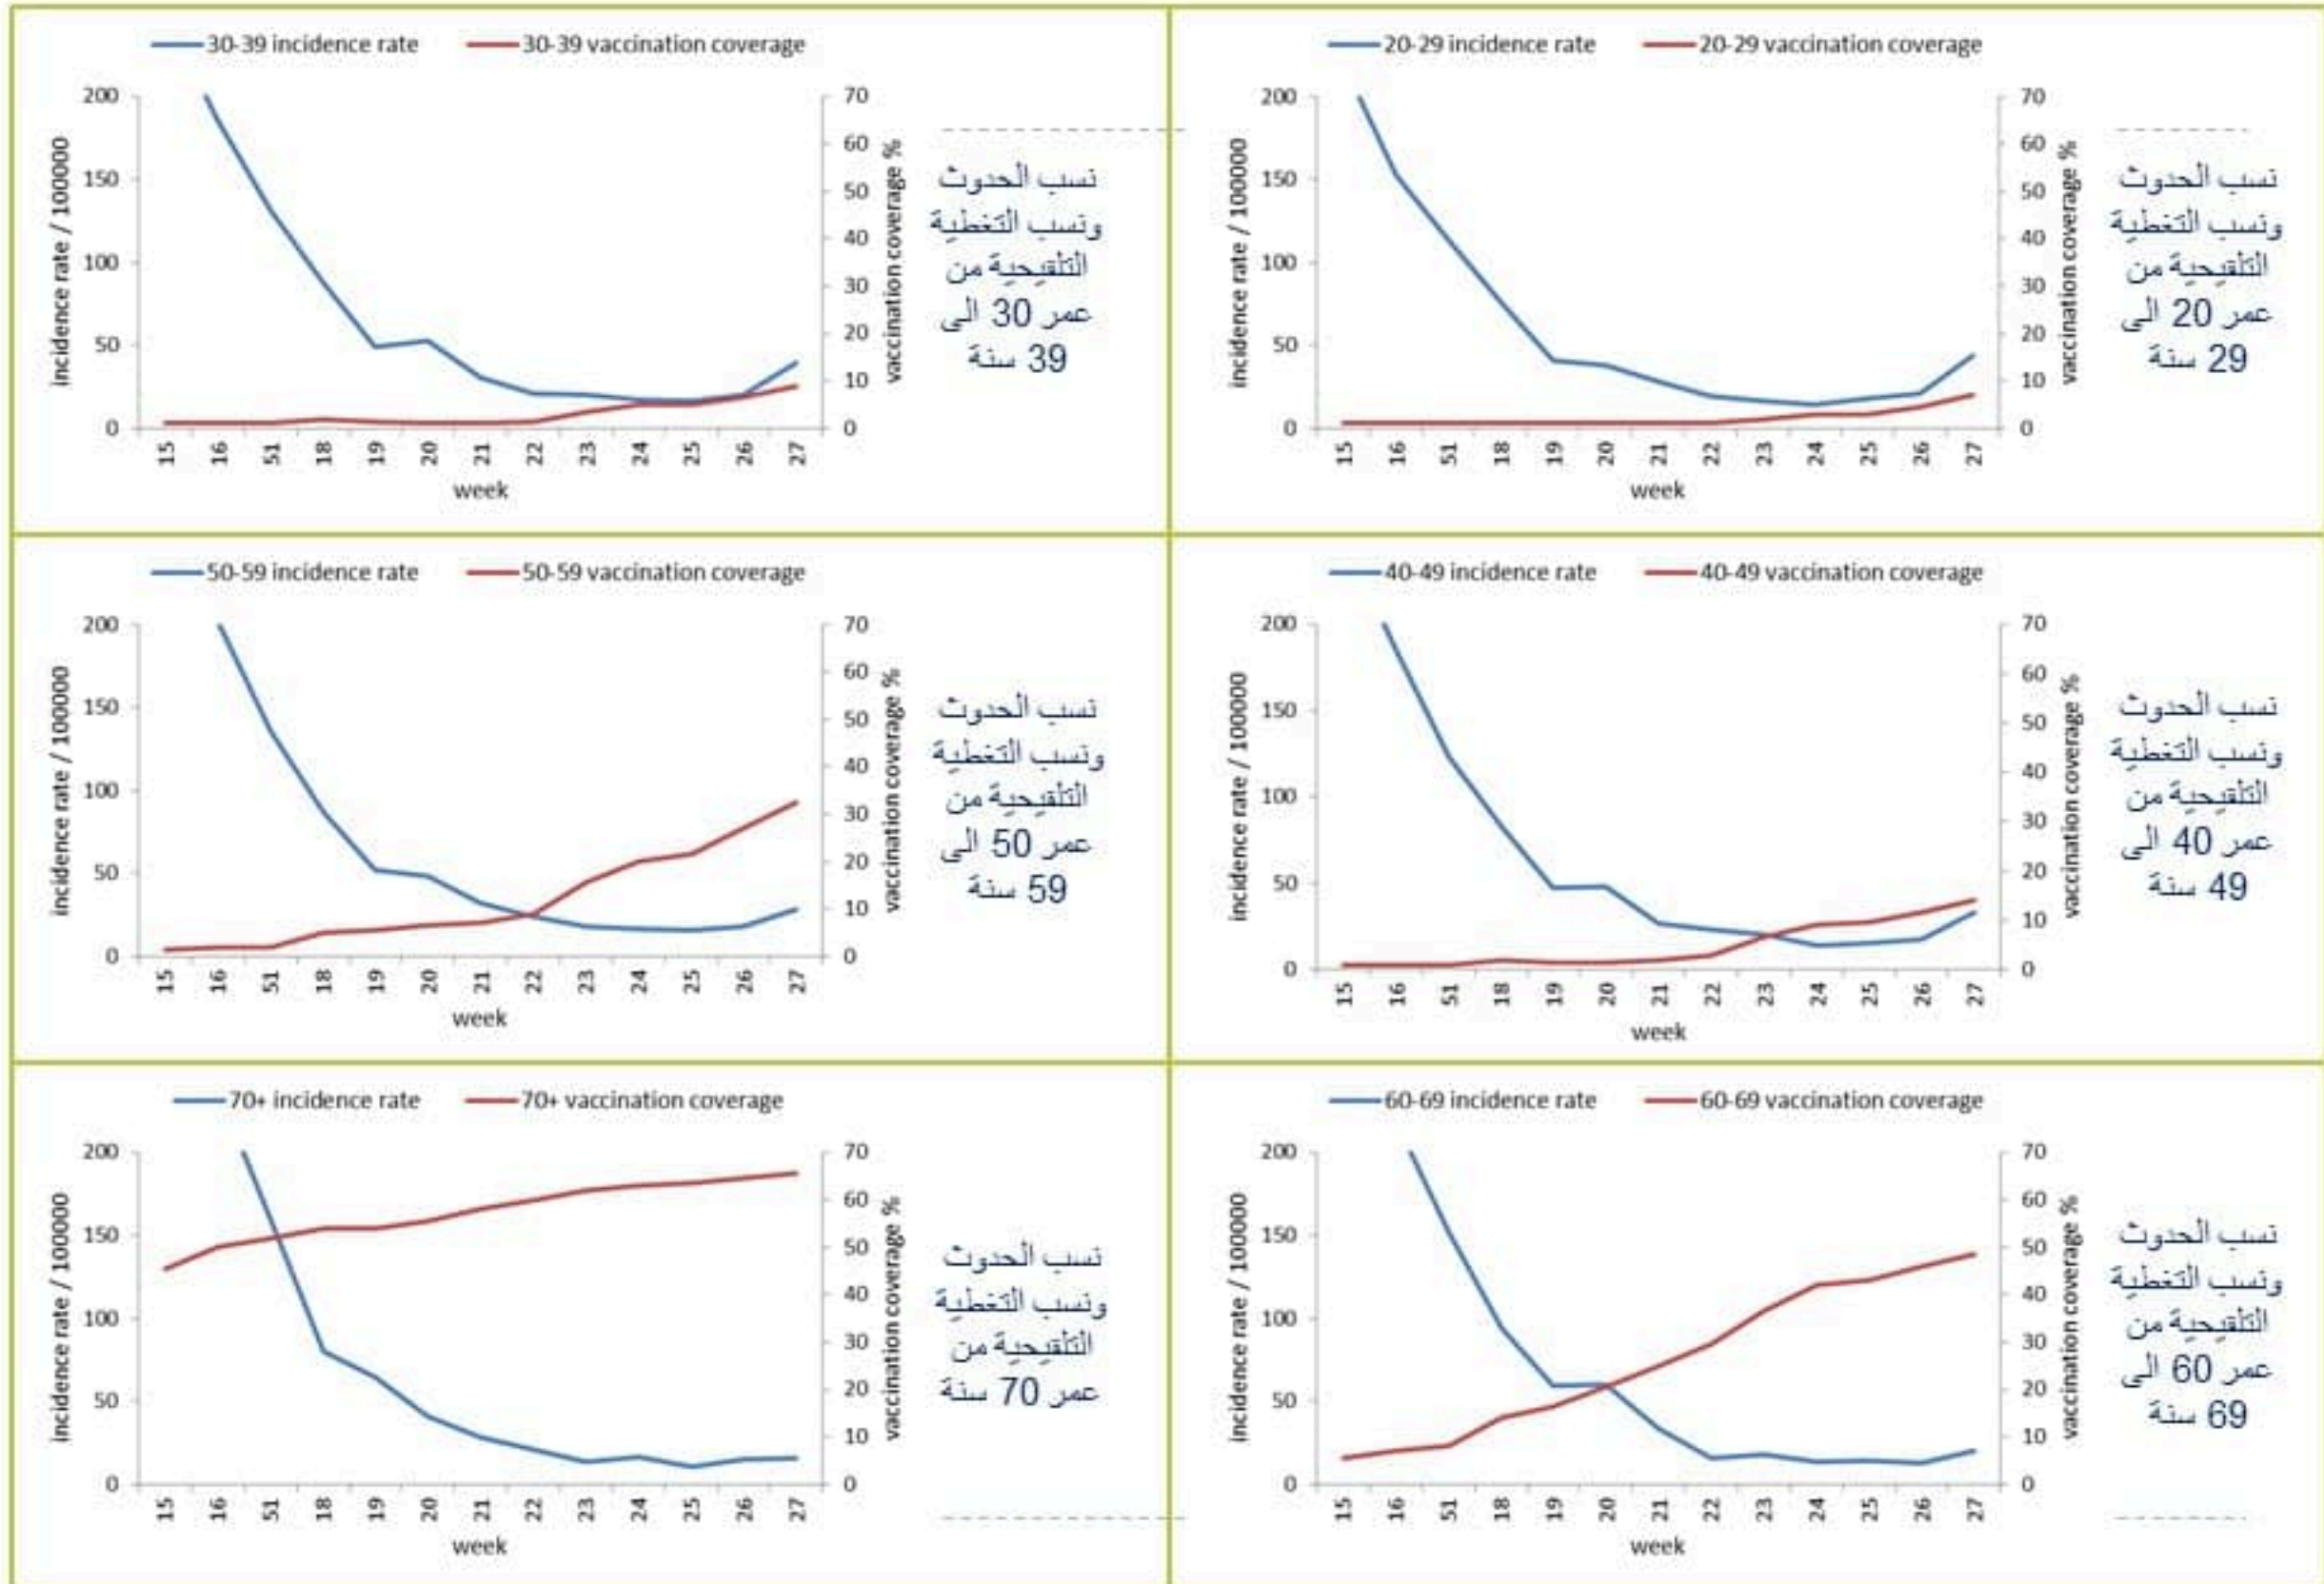 30-39 incidence rate 30-39 vaccination coverage
incidence rate / 100000
200
150
100
50
0
70
60
50
40
30
20
10
0
vaccination coverage %
15 16 51 18 19 20 21 22 23 24 25 26 27
week
نسب الحدوث
ونسب التغطية
التلقيحية من
عمر 30 الى
39 سنة
20-29 incidence rate 20-29 vaccination coverage
incidence rate / 100000
200
150
100
50
0
70
60
50
40
30
20
10
0
vaccination coverage %
15 16 51 18 19 20 21 22 23 24 25 26 27
week
نسب الحدوث
ونسب التغطية
التلقيحية من
عمر 20 الى
29 سنة
50-59 incidence rate 50-59 vaccination coverage
incidence rate / 100000
200
150
100
50
0
70
60
50
40
30
20
10
0
vaccination coverage %
15 16 51 18 19 20 21 22 23 24 25 26 27
week
نسب الحدوث
ونسب التغطية
التلقيحية من
عمر 50 الى
59 سنة
40-49 incidence rate 40-49 vaccination coverage
incidence rate / 100000
200
150
100
50
0
70
60
50
40
30
20
10
0
vaccination coverage %
15 16 51 18 19 20 21 22 23 24 25 26 27
week
نسب الحدوث
ونسب التغطية
التلقيحية من
عمر 40 الى
49 سنة
70+ incidence rate 70+ vaccination coverage
incidence rate / 100000
200
150
100
50
0
70
60
50
40
30
20
10
0
vaccination coverage %
15 16 51 18 19 20 21 22 23 24 25 26 27
week
نسب الحدوث
ونسب التغطية
التلقيحية من
عمر 70 سنة
60-69 incidence rate 60-69 vaccination coverage
incidence rate / 100000
200
150
100
50
0
70
60
50
40
30
20
10
0
vaccination coverage %
15 16 51 18 19 20 21 22 23 24 25 26 27
week
نسب الحدوث
ونسب التغطية
التلقيحية من
عمر 60 الى
69 سنة